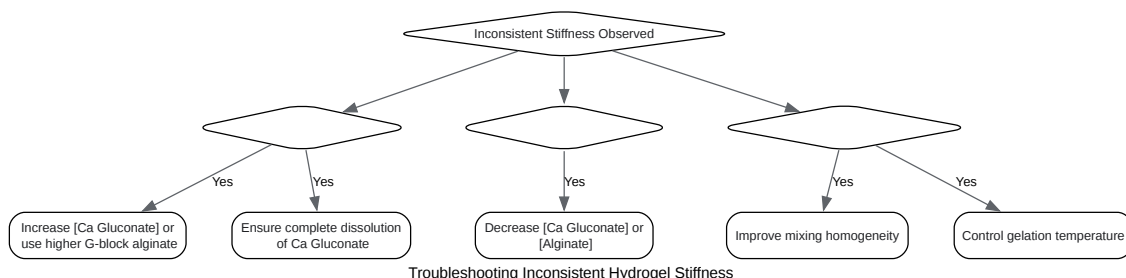 Inconsistent Stiffness Observed
Yes
Yes
Yes
Yes
Yes
Increase [Ca Gluconate] or
use higher G-block alginate
Ensure complete dissolution
of Ca Gluconate
Decrease [Ca Gluconate] or
[Alginate]
Improve mixing homogeneity
Control gelation temperature
Troubleshooting Inconsistent Hydrogel Stiffness